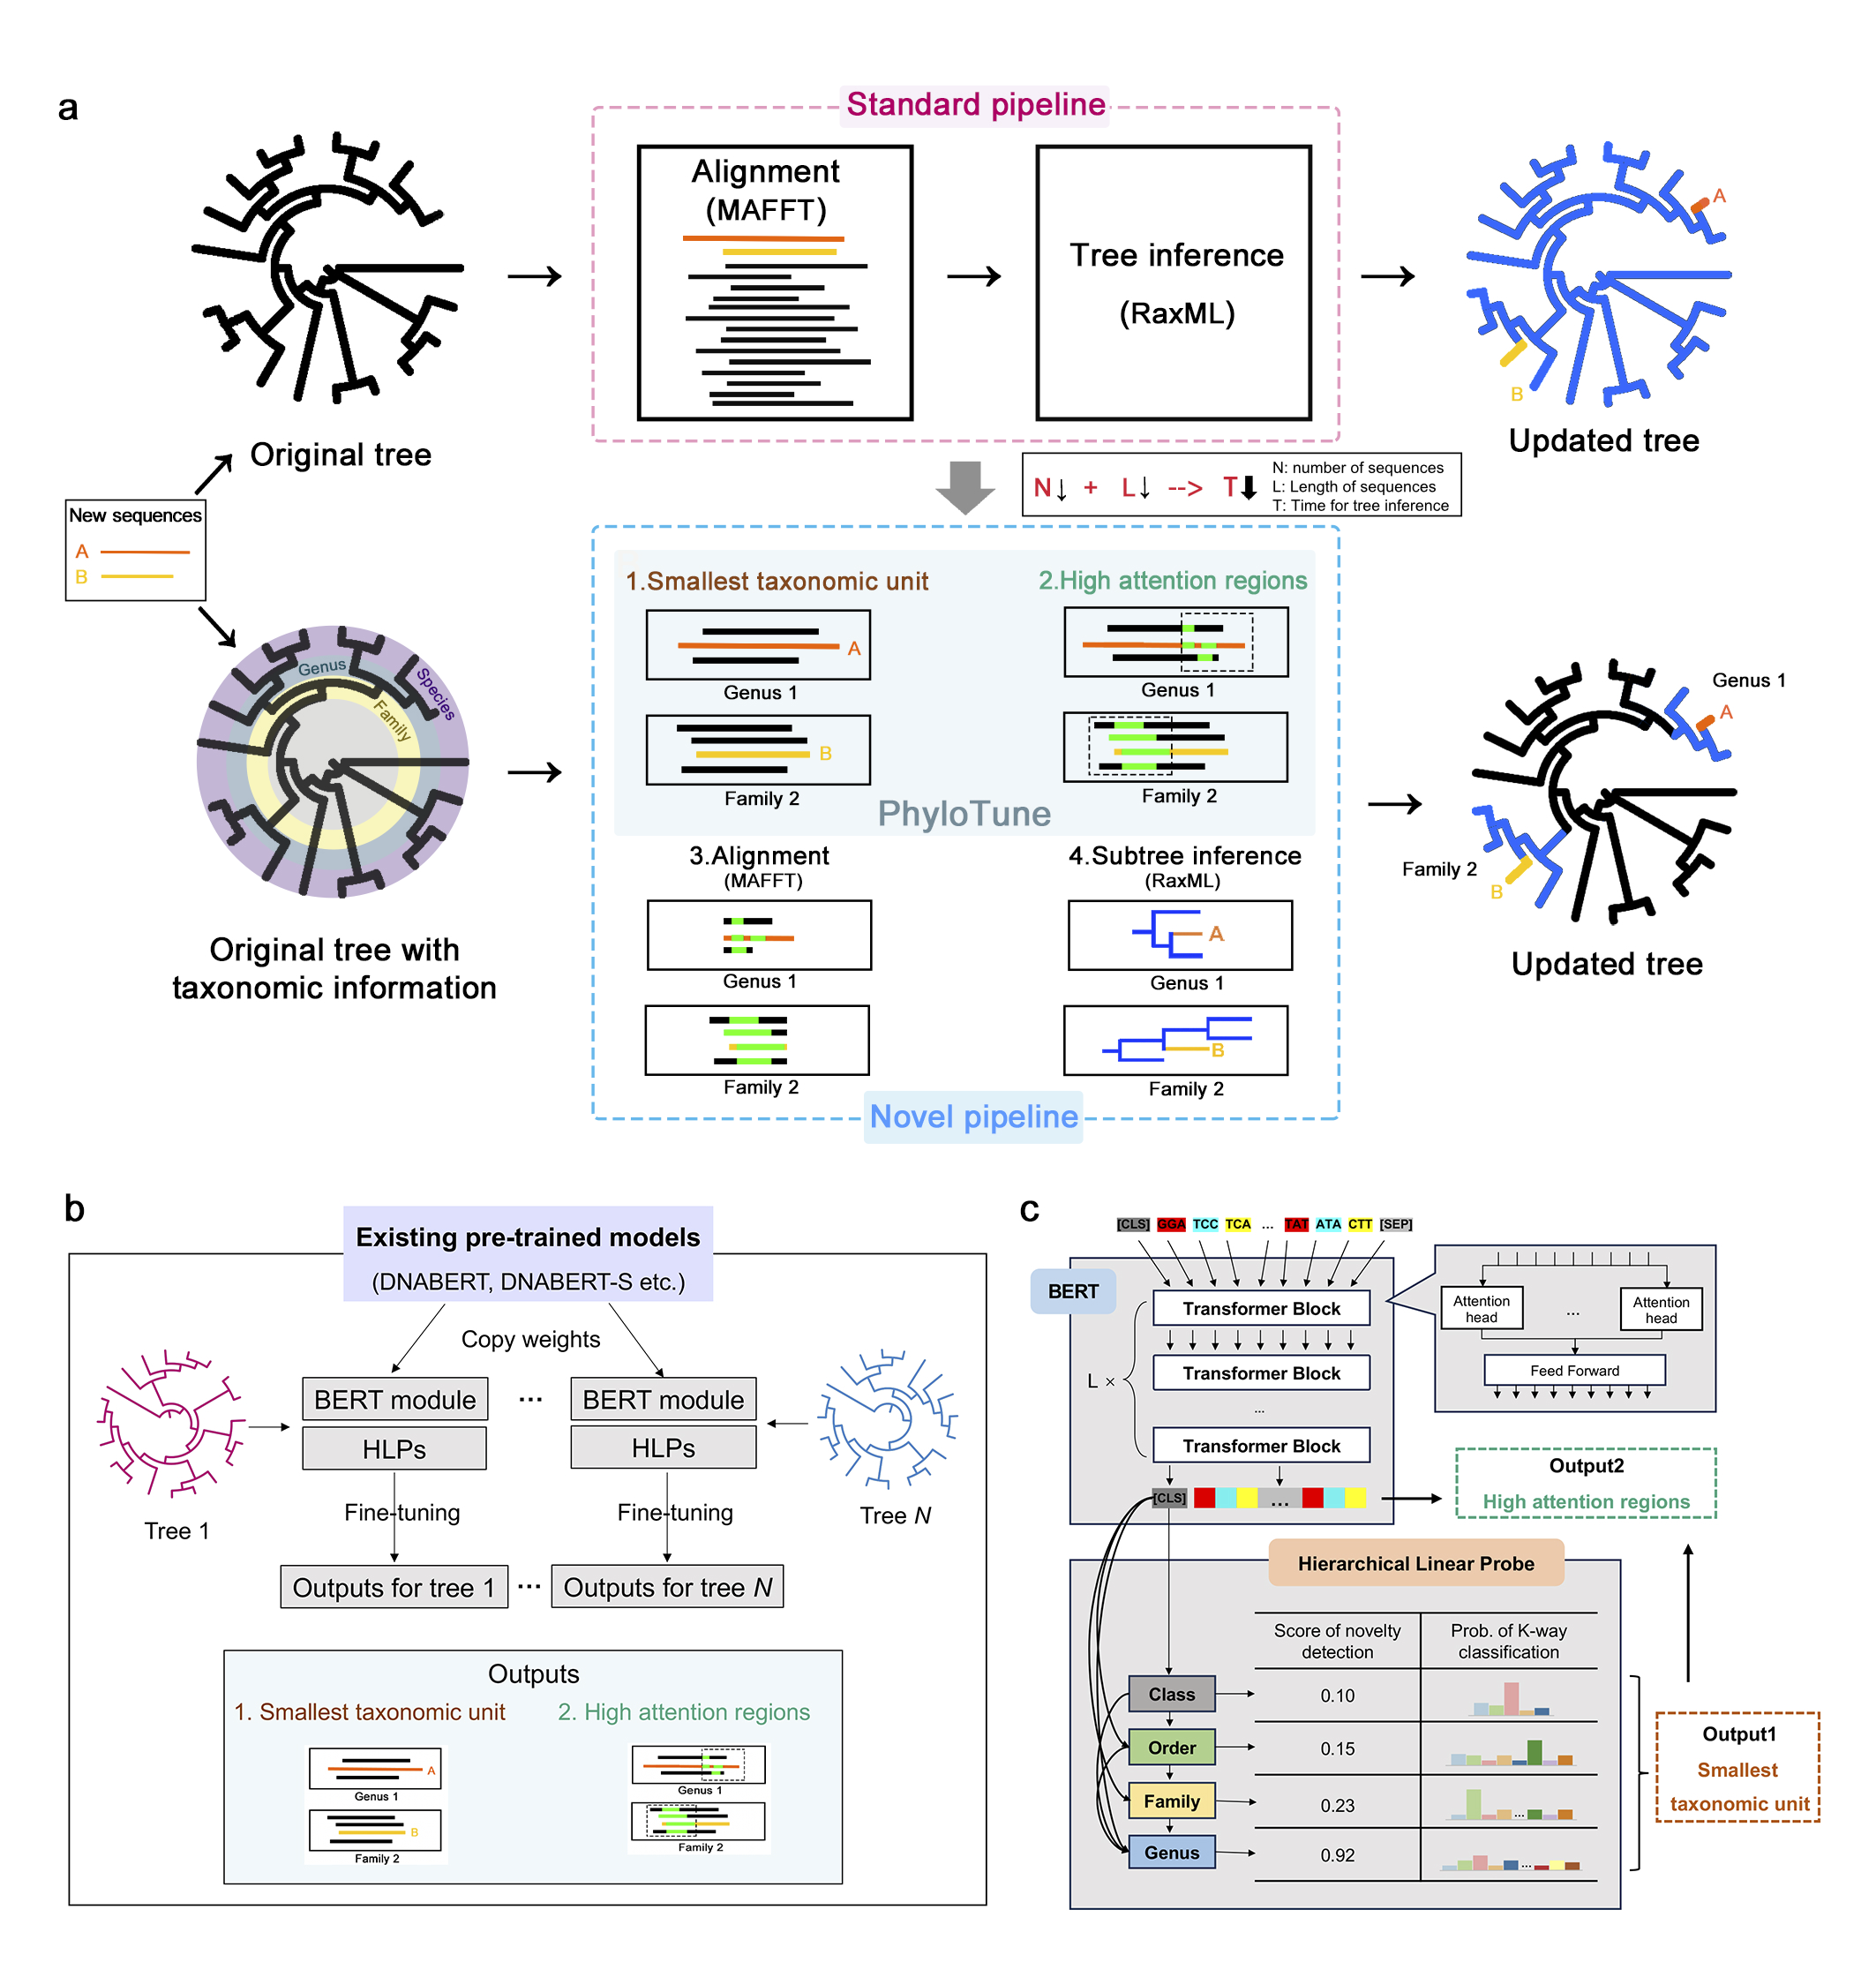 a
Standard pipeline
Alignment
(MAFFT)
Tree inference
(RaxML)
A
B
Original tree
Updated tree
New sequences
A
B
N↓ + L↓ --> T↓
N: number of sequences
L: Length of sequences
T: Time for tree inference
Genus
Species
Family
Original tree with
taxonomic information
1.Smallest taxonomic unit
A
Genus 1
B
Family 2
2.High attention regions
Genus 1
Family 2
PhyloTune
3.Alignment
(MAFFT)
Genus 1
Family 2
4.Subtree inference
(RaxML)
A
Genus 1
B
Family 2
Novel pipeline
Genus 1
A
Family 2
B
Updated tree
b
Existing pre-trained models
(DNABERT, DNABERT-S etc.)
Copy weights
BERT module ... BERT module
HLPs HLPs
Tree 1
Tree N
Fine-tuning Fine-tuning
Outputs for tree 1 ... Outputs for tree N
Outputs
1. Smallest taxonomic unit
A
Genus 1
B
Family 2
2. High attention regions
Genus 1
Family 2
c
[CLS] GGA TCC TCA ... TAT ATA CTT [SEP]
BERT
Transformer Block
Transformer Block
L ×
...
Transformer Block
[CLS] ...
Attention
head
...
Attention
head
Feed Forward
Output2
High attention regions
Hierarchical Linear Probe
Score of novelty
detection
Prob. of K-way
classification
Class 0.10
Order 0.15
Family 0.23 ...
Genus 0.92 ...
Output1
Smallest
taxonomic unit